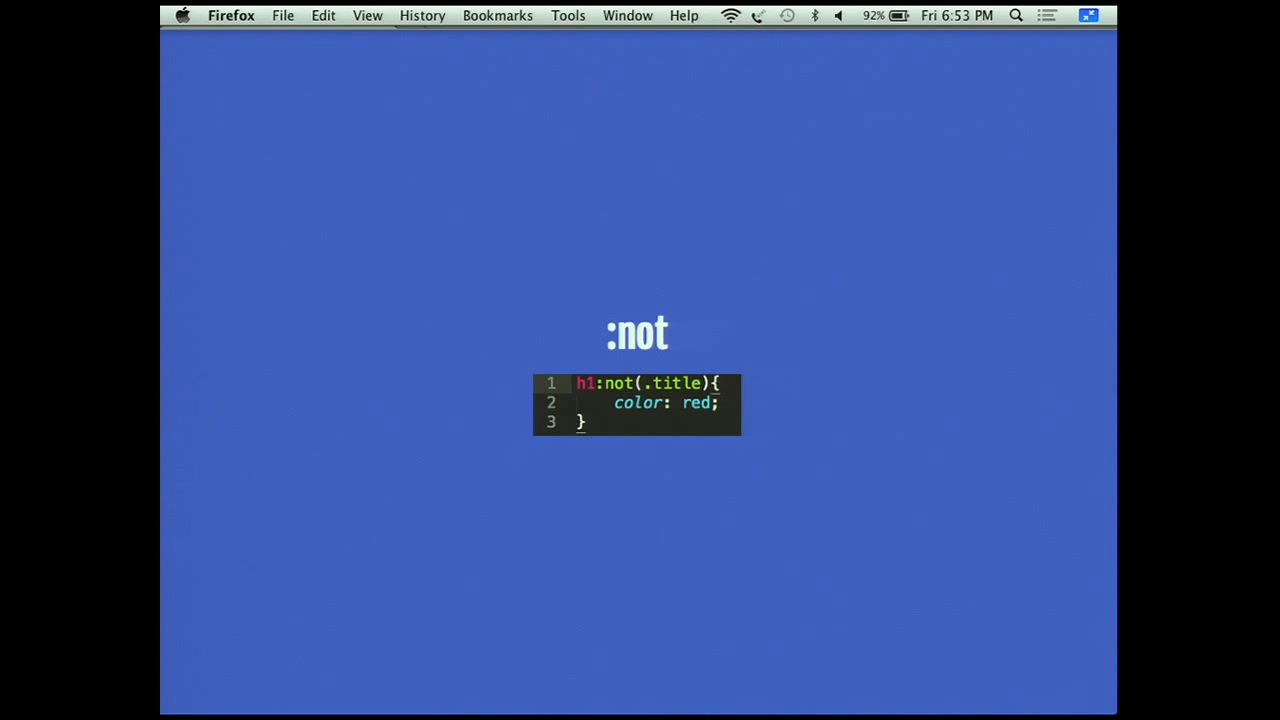 Firefox File Edit View History Bookmarks Tools Window Help 92% Fri 6:53 PM
:not
1 h1:not(.title){
2 color: red;
3 }